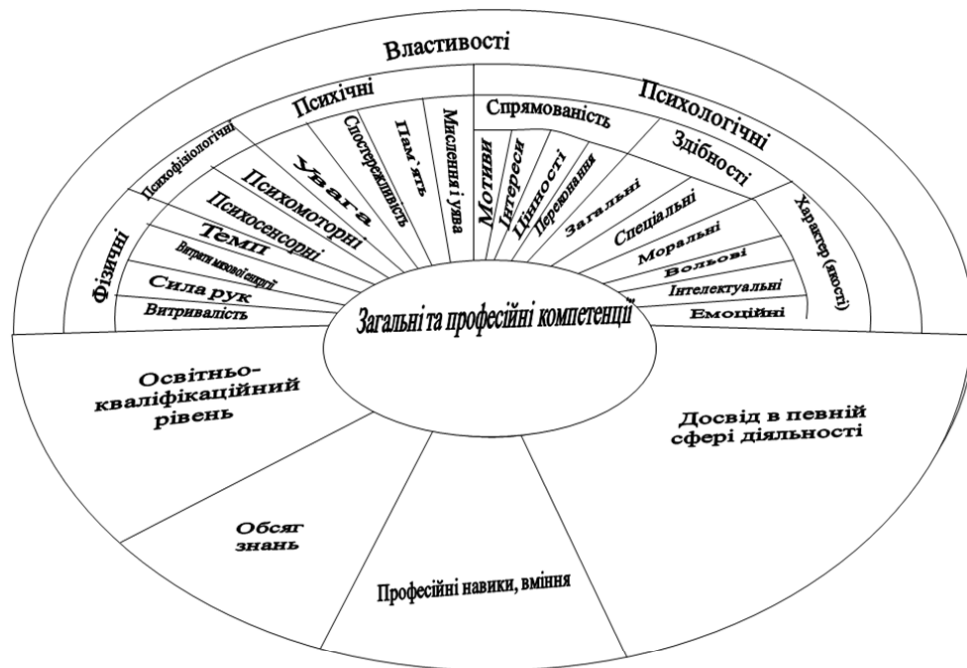 Властивості
Фізичні
Психофізіологічні
Психічні
Психологічні
Спрямованість
Здібності
Характер (якості)
Витривалість
Сила рук
Витрати мязової енергії
Темп
Психосенсорні
Психомоторні
Увага
Спостережливість
Пам`ять
Мислення і уява
Мотиви
Інтереси
Цінності
Переконання
Загальні
Спеціальні
Моральні
Вольові
Інтелектуальні
Емоційні
Загальні та професійні компетенції
Освітньо-
кваліфікаційний
рівень
Обсяг
знань
Професійні навики, вміння
Досвід в певній
сфері діяльності